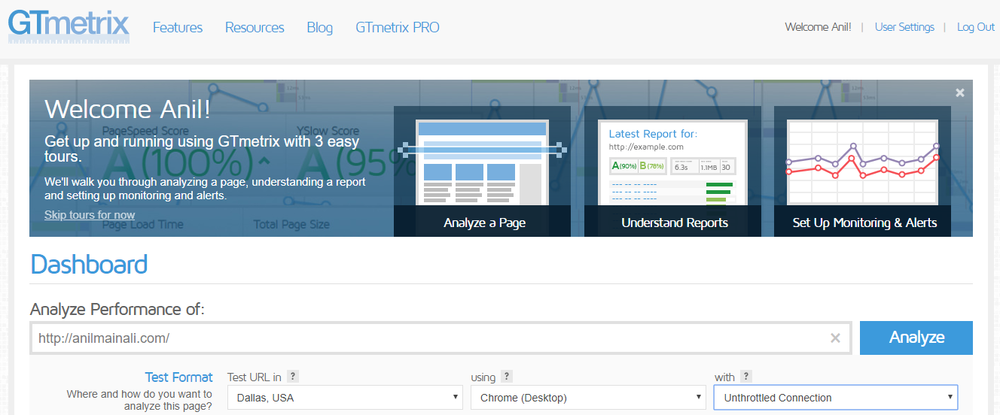 GTmetrix
Features Resources Blog GTmetrix PRO
Welcome Anil! | User Settings | Log Out
Welcome Anil!
PageSpeed Score YSlow Score
Get up and running using GTmetrix with 3 easy
tours.
A (100%) A (95%
We'll walk you through analyzing a page, understanding a report
and setting up monitoring and alerts.
Skip tours for now
Page Load Time Total Page Size
Analyze a Page
Latest Report for:
http://example.com
A(90%) B(78%) 6.3s 1.1MB 30
Understand Reports
Set Up Monitoring & Alerts
Dashboard
Analyze Performance of:
http://anilmainali.com/
Analyze
Test Format
Where and how do you want to
analyze this page?
Test URL in ?
Dallas, USA
using ?
Chrome (Desktop)
with ?
Unthrottled Connection